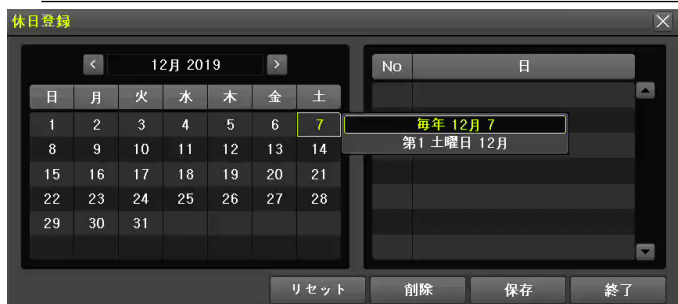 休日登録
< 12月 2019 >
日 月 火 水 木 金 土
1 2 3 4 5 6 7
8 9 10 11 12 13 14
15 16 17 18 19 20 21
22 23 24 25 26 27 28
29 30 31
No 日
毎年 12月 7
第1 土曜日 12月
リセット 削除 保存 終了